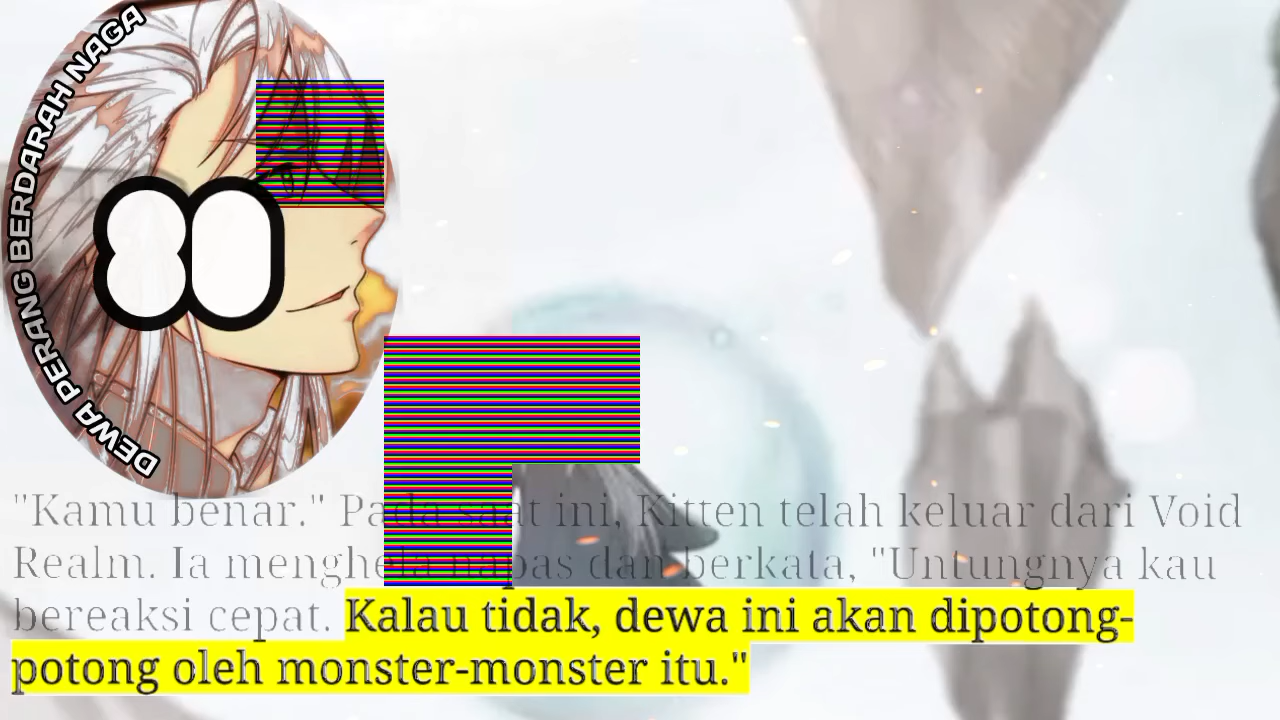 DEWA PERANG BERDARAH NAGA
80
"Kamu benar." Pada saat ini, Kitten telah keluar dari Void
Realm. Ia menghela napas dan berkata, "Untungnya kau
bereaksi cepat. Kalau tidak, dewa ini akan dipotong-
potong oleh monster-monster itu."